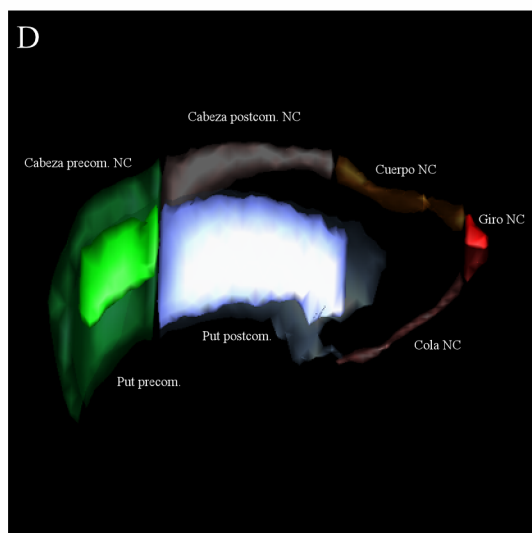 D
Cabeza postcom. NC
Cabeza precom. NC
Cuerpo NC
Giro NC
Put postcom.
Cola NC
Put precom.